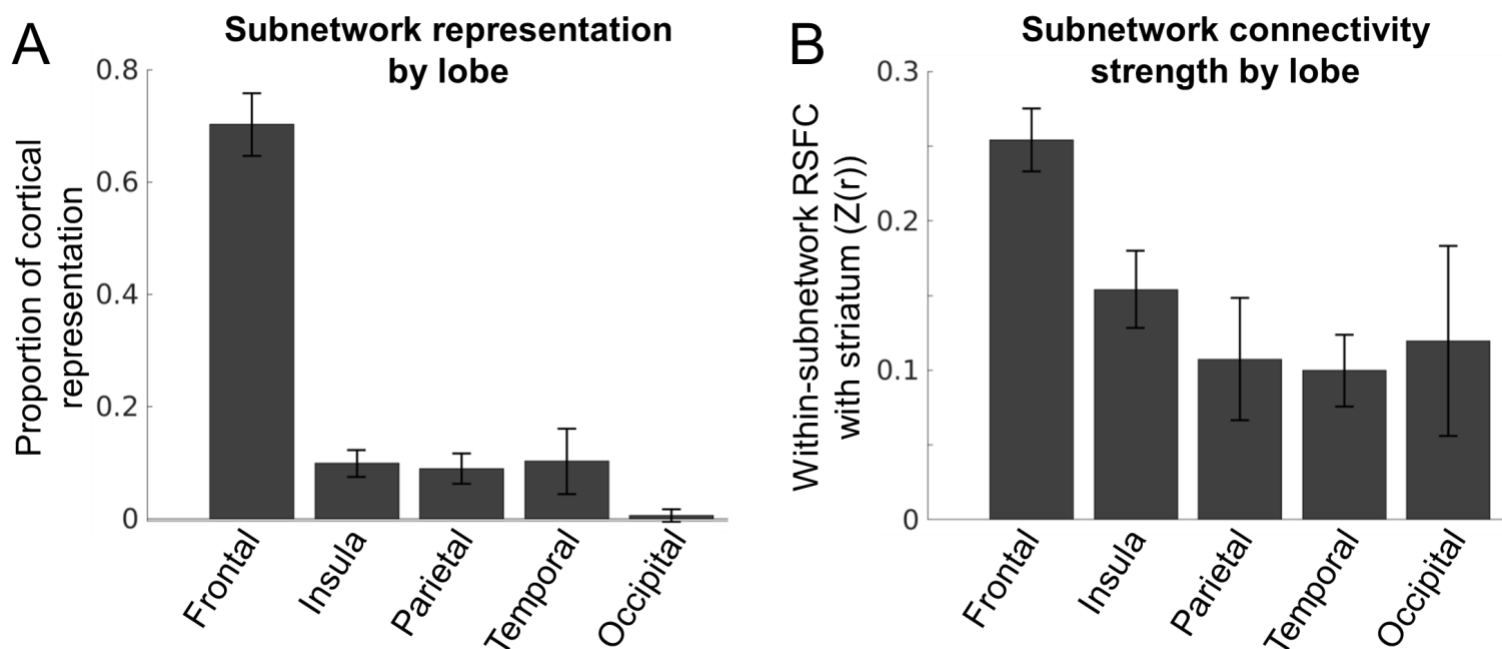 A
Subnetwork representation
by lobe
Proportion of cortical
representation
0.8
0.6
0.4
0.2
0
Frontal
Insula
Parietal
Temporal
Occipital
B
Subnetwork connectivity
strength by lobe
Within-subnetwork RSFC
with striatum (Z(r))
0.3
0.2
0.1
0
Frontal
Insula
Parietal
Temporal
Occipital